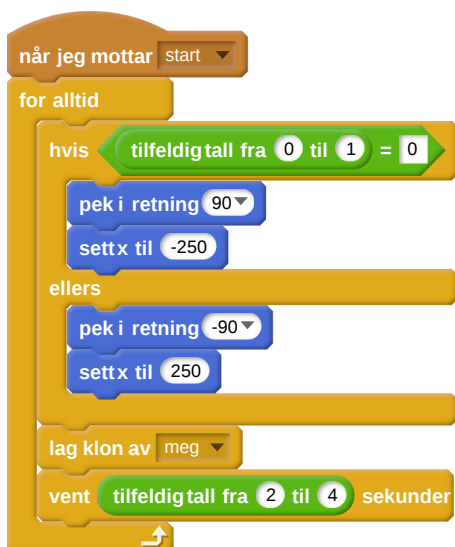 når jeg mottar start
for alltid
hvis tilfeldig tall fra 0 til 1 = 0
pek i retning 90
sett x til -250
ellers
pek i retning -90
sett x til 250
lag klon av meg
vent tilfeldig tall fra 2 til 4 sekunder